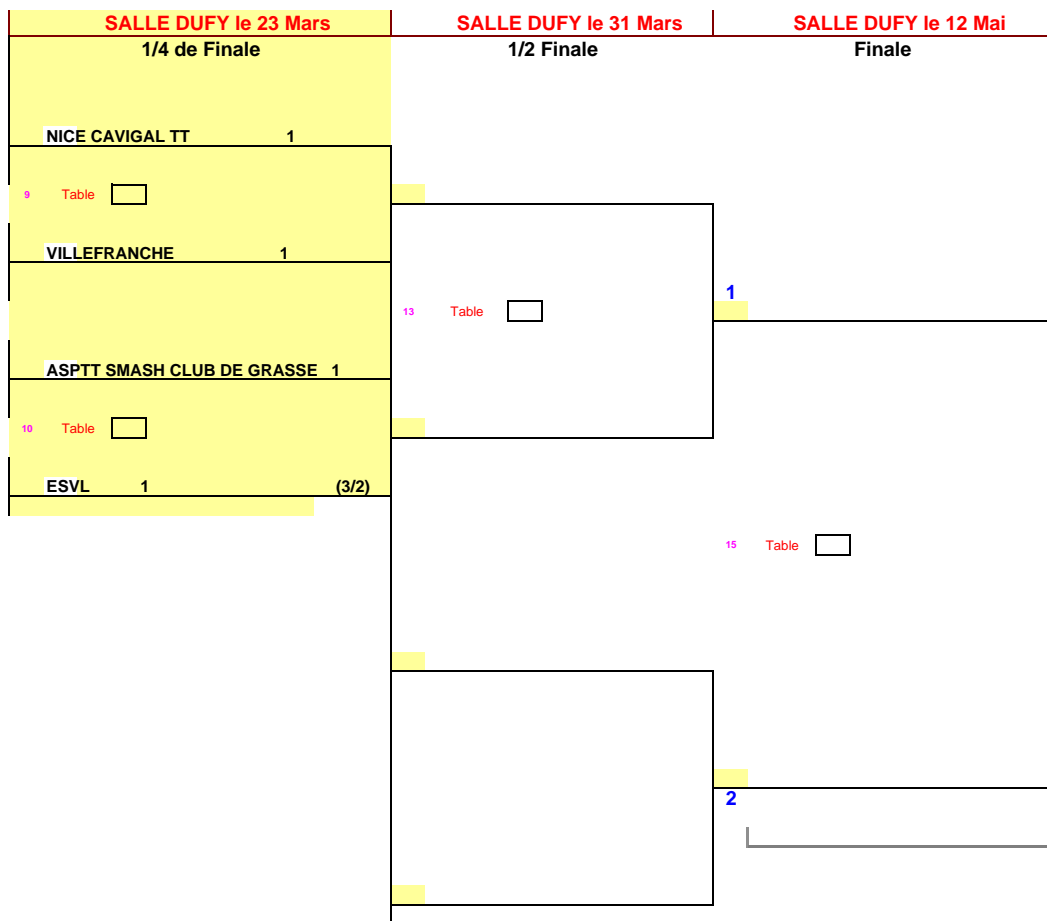 SALLE DUFY le 23 Mars SALLE DUFY le 31 Mars SALLE DUFY le 12 Mai
1/4 de Finale 1/2 Finale Finale
NICE CAVIGAL TT 1
9 Table
VILLEFRANCHE 1
1
13 Table
ASPTT SMASH CLUB DE GRASSE 1
10 Table
ESVL 1 (3/2)
15 Table
2